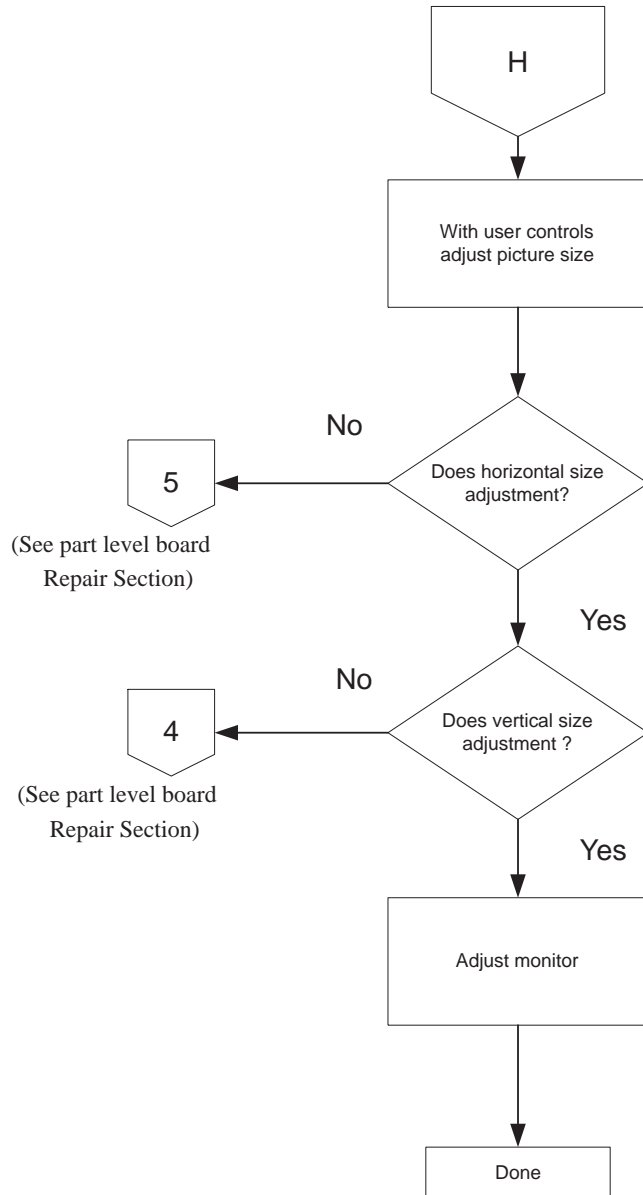 H
With user controls
adjust picture size
No
Does horizontal size
adjustment?
5
(See part level board
Repair Section)
Yes
No
Does vertical size
adjustment ?
4
(See part level board
Repair Section)
Yes
Adjust monitor
Done